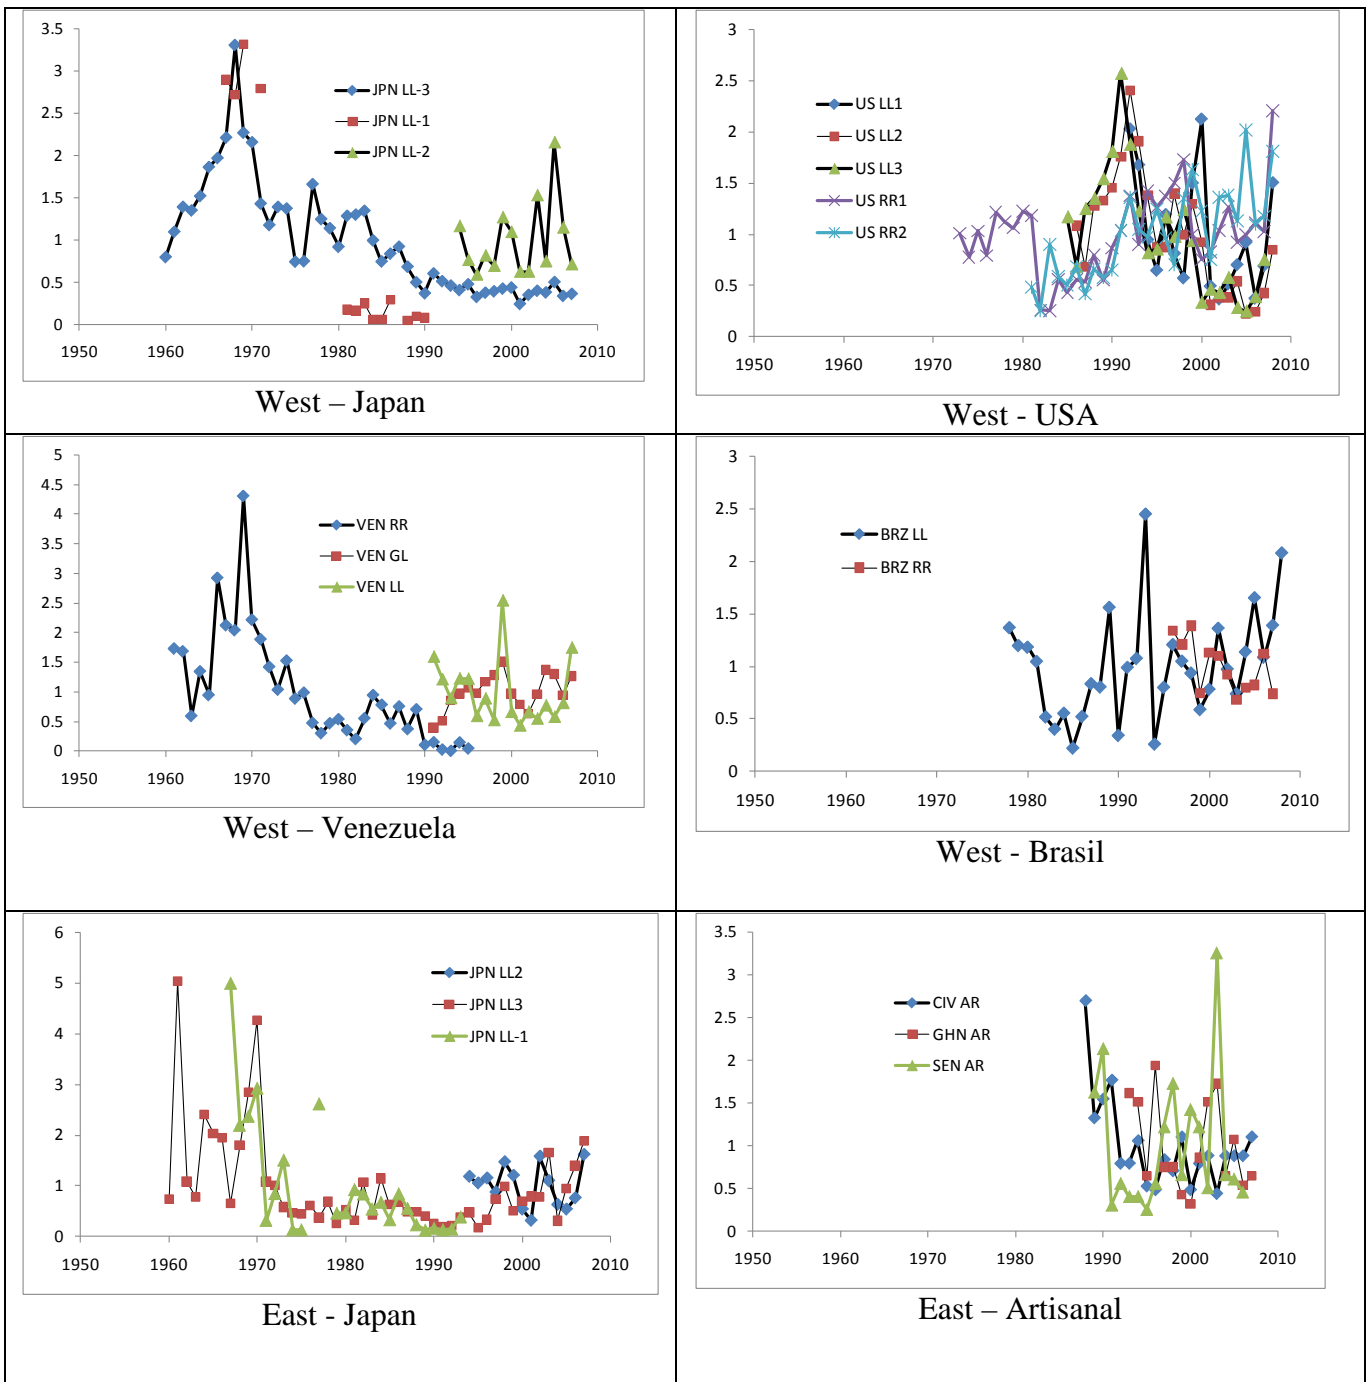 3.5
3
2.5
2
1.5
1
0.5
0
1950 1960 1970 1980 1990 2000 2010
JPN LL-3
JPN LL-1
JPN LL-2
West – Japan
3
2.5
2
1.5
1
0.5
0
1950 1960 1970 1980 1990 2000 2010
US LL1
US LL2
US LL3
US RR1
US RR2
West - USA
5
4.5
4
3.5
3
2.5
2
1.5
1
0.5
0
1950 1960 1970 1980 1990 2000 2010
VEN RR
VEN GL
VEN LL
West – Venezuela
3
2.5
2
1.5
1
0.5
0
1950 1960 1970 1980 1990 2000 2010
BRZ LL
BRZ RR
West - Brasil
6
5
4
3
2
1
0
1950 1960 1970 1980 1990 2000 2010
JPN LL2
JPN LL3
JPN LL-1
East - Japan
3.5
3
2.5
2
1.5
1
0.5
0
1950 1960 1970 1980 1990 2000 2010
CIV AR
GHN AR
SEN AR
East – Artisanal